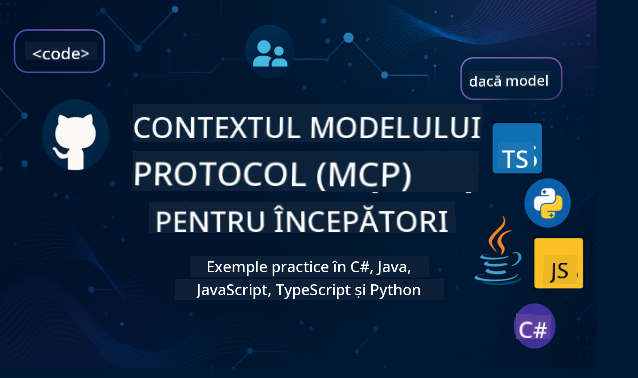 <code>
dacă model
CONTEXTUL MODELULUI
PROTOCOL (MCP)
PENTRU ÎNCEPĂTORI
Exemple practice în C#, Java,
JavaScript, TypeScript și Python
TS
JS
C#